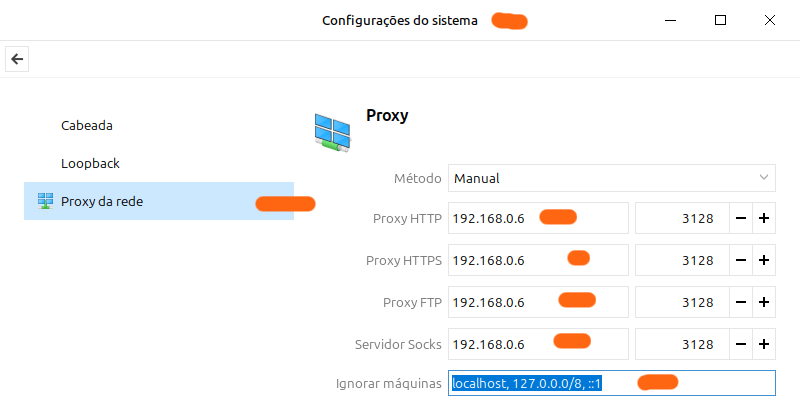 Configurações do sistema
Proxy
Cabeada
Loopback
Proxy da rede
Método Manual
Proxy HTTP 192.168.0.6 3128
Proxy HTTPS 192.168.0.6 3128
Proxy FTP 192.168.0.6 3128
Servidor Socks 192.168.0.6 3128
Ignorar máquinas localhost, 127.0.0.0/8, ::1